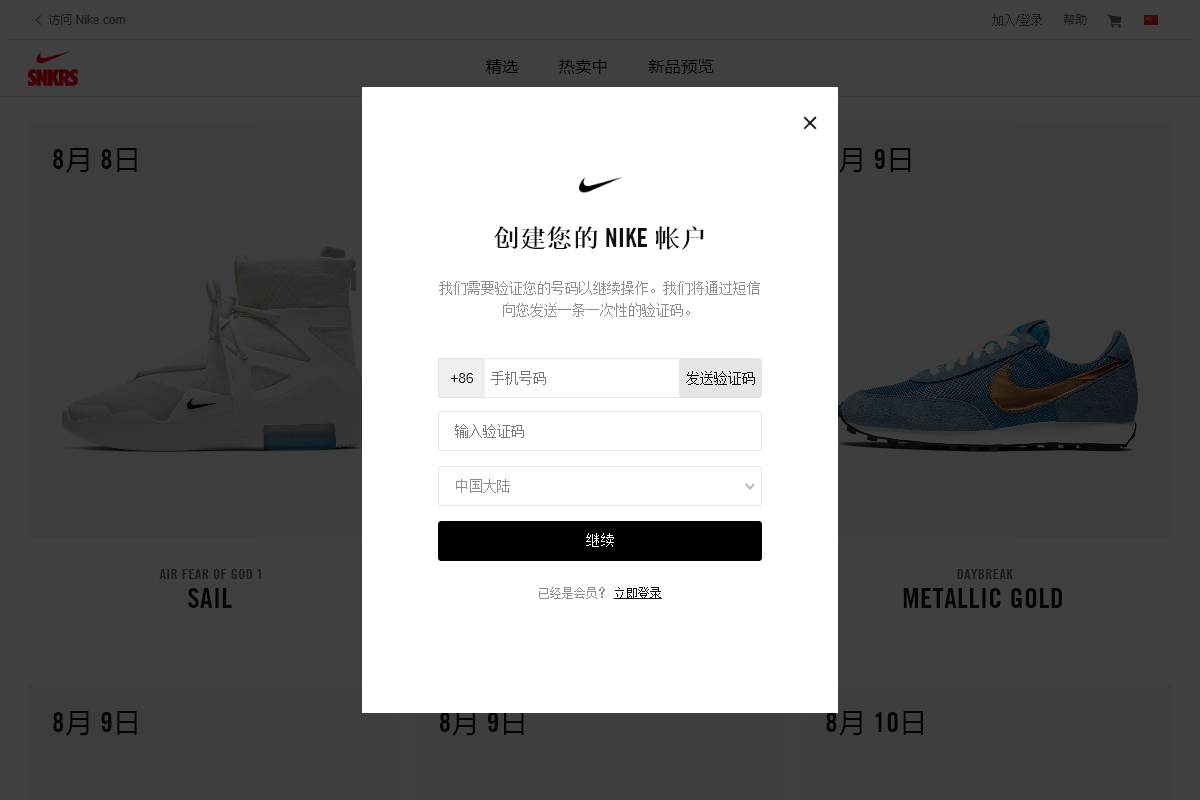 访问 Nike.com
加入/登录
帮助
SNKRS
精选
热卖中
新品预览
8月 8日
月 9日
创建您的 NIKE 帐户
我们需要验证您的号码以继续操作。我们将通过短信
向您发送一条一次性的验证码。
+86
手机号码
发送验证码
输入验证码
中国大陆
继续
已经是会员？ 立即登录
AIR FEAR OF GOD 1
SAIL
DAYBREAK
METALLIC GOLD
8月 9日
8月 9日
8月 10日